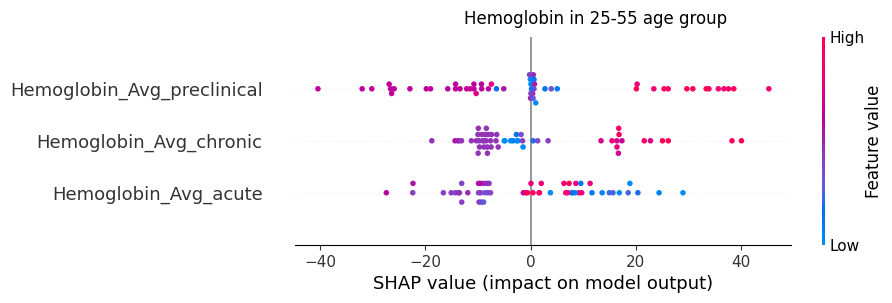 Hemoglobin in 25-55 age group
High
Hemoglobin_Avg_preclinical
Hemoglobin_Avg_chronic
Hemoglobin_Avg_acute
Feature value
Low
−40
−20
0
20
40
SHAP value (impact on model output)